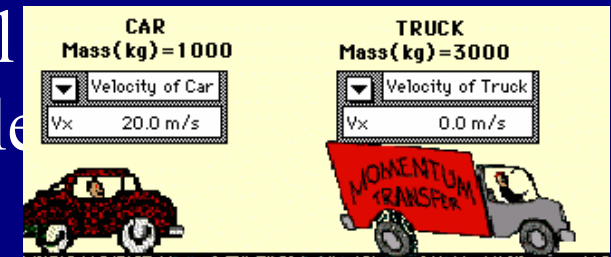 CAR
Mass(kg)=1000
Velocity of Car
Vx 20.0 m/s
TRUCK
Mass(kg)=3000
Velocity of Truck
Vx 0.0 m/s
MOMENTUM
TRANSFER